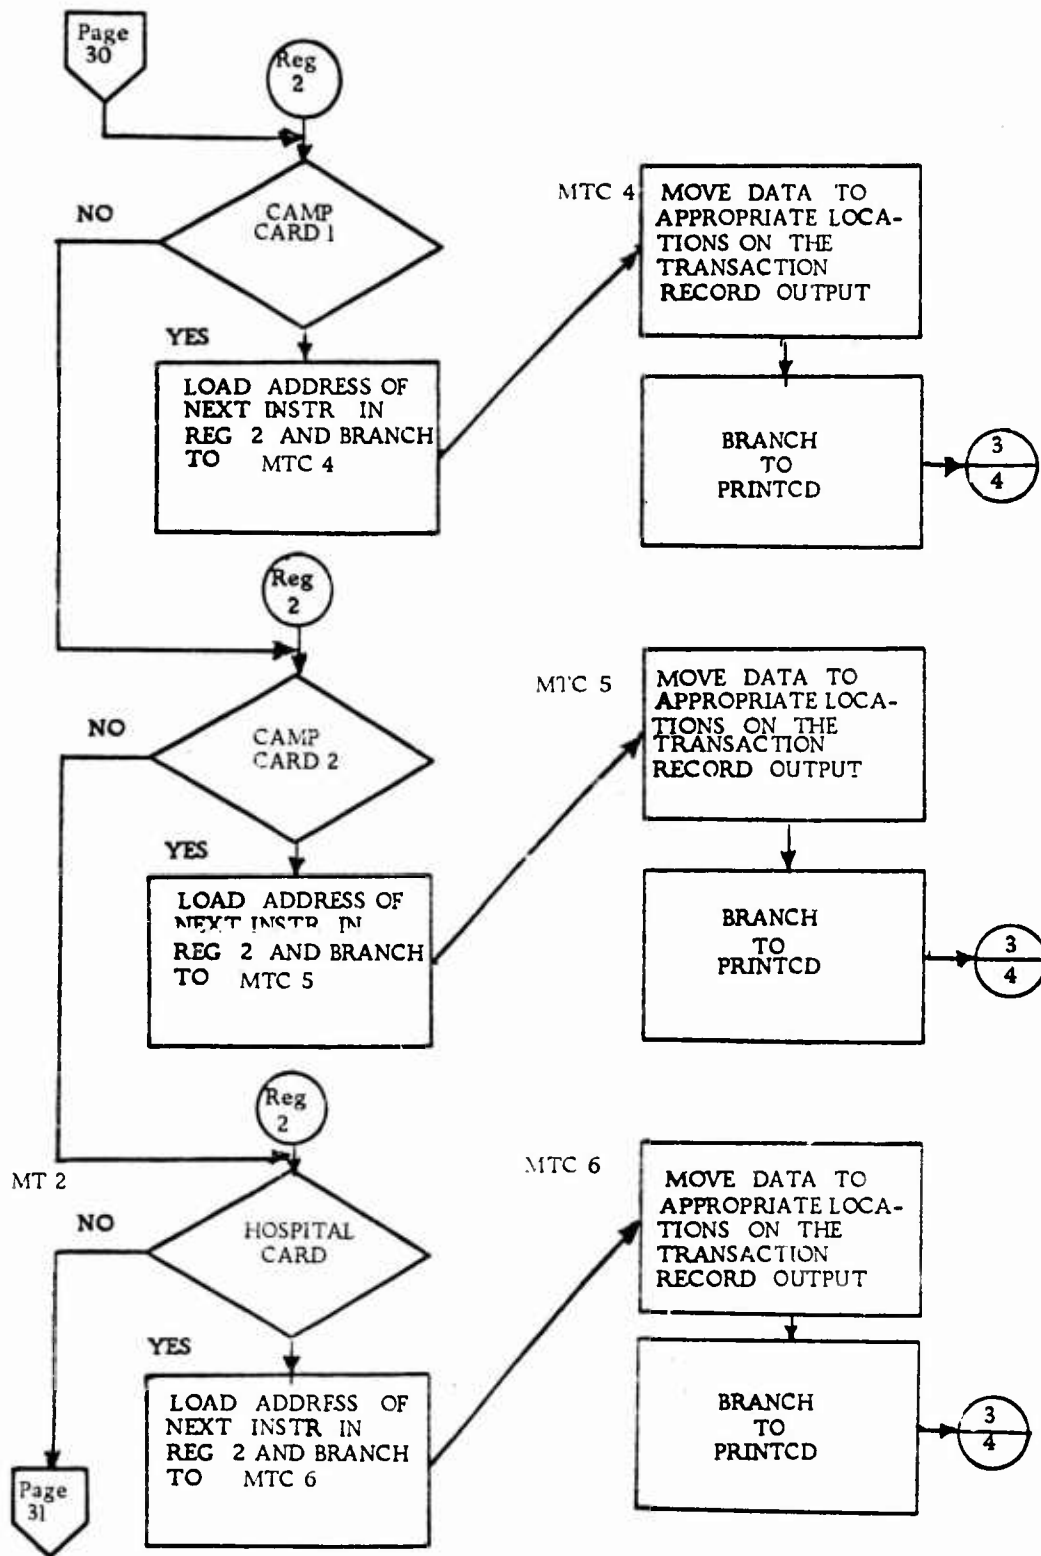 Page
30
Reg
2
NO
CAMP
CARD 1
YES
LOAD ADDRESS OF
NEXT INSTR IN
REG 2 AND BRANCH
TO MTC 4
MTC 4
MOVE DATA TO
APPROPRIATE LOCA-
TIONS ON THE
TRANSACTION
RECORD OUTPUT
BRANCH
TO
PRINTCD
3
4
Reg
2
NO
CAMP
CARD 2
YES
LOAD ADDRESS OF
NEXT INSTR IN
REG 2 AND BRANCH
TO MTC 5
MTC 5
MOVE DATA TO
APPROPRIATE LOCA-
TIONS ON THE
TRANSACTION
RECORD OUTPUT
BRANCH
TO
PRINTCD
3
4
Reg
2
MT 2
NO
HOSPITAL
CARD
YES
LOAD ADDRESS OF
NEXT INSTR IN
REG 2 AND BRANCH
TO MTC 6
MTC 6
MOVE DATA TO
APPROPRIATE LOCA-
TIONS ON THE
TRANSACTION
RECORD OUTPUT
BRANCH
TO
PRINTCD
3
4
Page
31